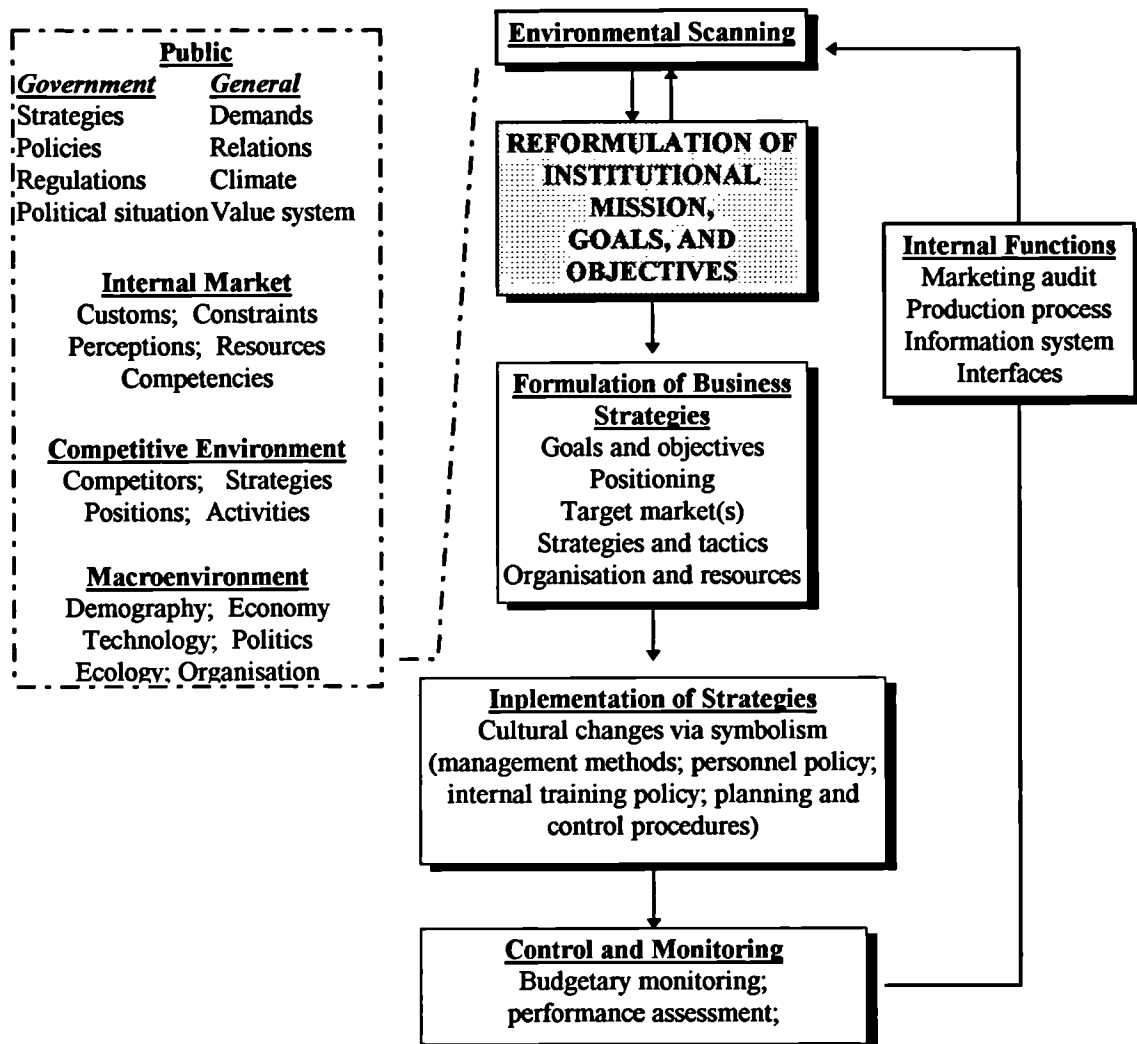 Public
Government General
Strategies Demands
Policies Relations
Regulations Climate
Political situation Value system
Internal Market
Customs; Constraints
Perceptions; Resources
Competencies
Competitive Environment
Competitors; Strategies
Positions; Activities
Macroenvironment
Demography; Economy
Technology; Politics
Ecology; Organisation
Environmental Scanning
REFORMULATION OF
INSTITUTIONAL
MISSION,
GOALS, AND
OBJECTIVES
Formulation of Business
Strategies
Goals and objectives
Positioning
Target market(s)
Strategies and tactics
Organisation and resources
Inplementation of Strategies
Cultural changes via symbolism
(management methods; personnel policy;
internal training policy; planning and
control procedures)
Control and Monitoring
Budgetary monitoring;
performance assessment;
Internal Functions
Marketing audit
Production process
Information system
Interfaces